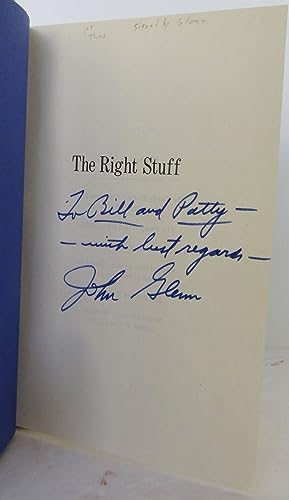 signed by Glenn
The Right Stuff
To Bill and Patty —
— with best regards —
John Glenn